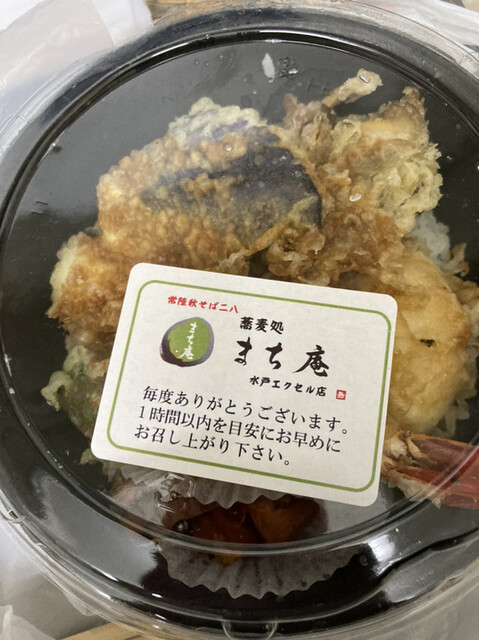 常陸秋そば二八
まち庵
蕎麦処
まち庵
水戸エクセル店
毎度ありがとうございます。
1時間以内を目安にお早めに
お召し上がり下さい。